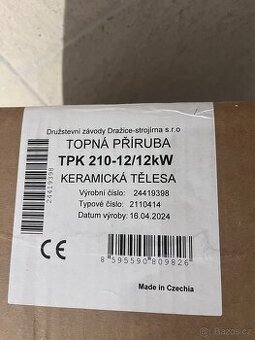 Družstevní závody Dražice-strojírna s.r.o
TOPNÁ PŘÍRUBA
TPK 210-12/12kW
KERAMICKÁ TĚLESA
Výrobní číslo: 24419398
Typové číslo: 2110414
Datum výroby: 16.04.2024
24419398
CE
8 595590 809826
Made in Czechia
Bazos.cz